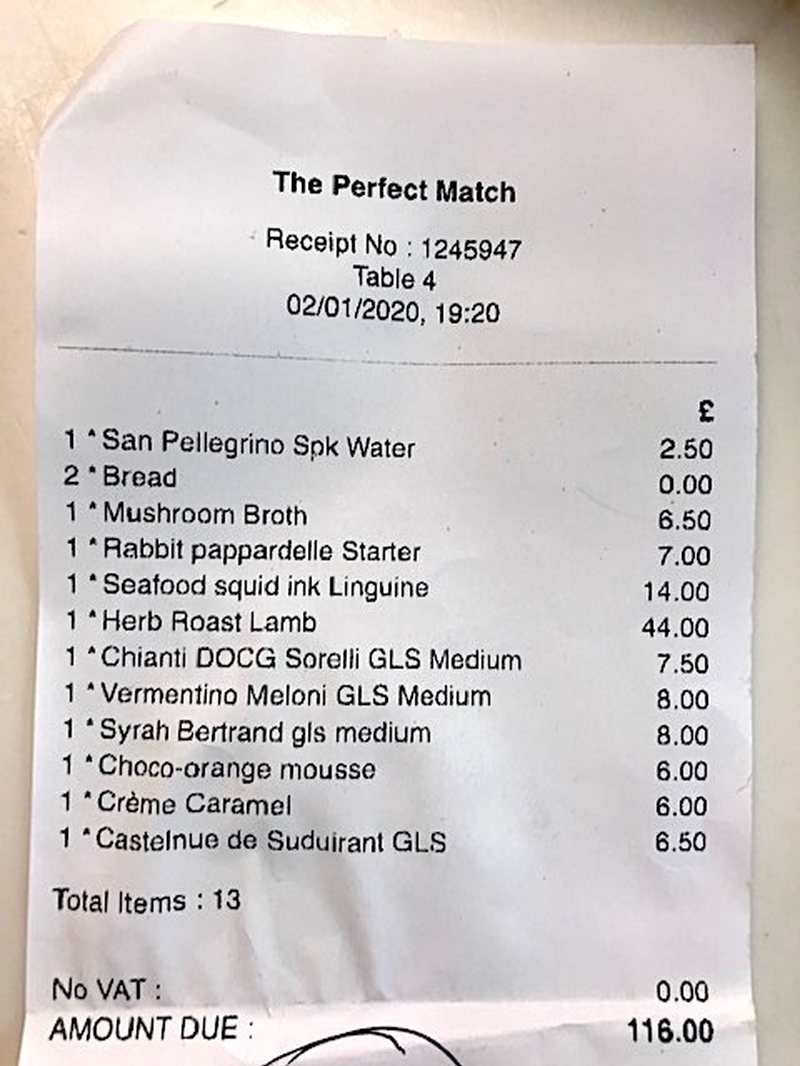 The Perfect Match
Receipt No : 1245947
Table 4
02/01/2020, 19:20
£
1 * San Pellegrino Spk Water 2.50
2 * Bread 0.00
1 * Mushroom Broth 6.50
1 * Rabbit pappardelle Starter 7.00
1 * Seafood squid ink Linguine 14.00
1 * Herb Roast Lamb 44.00
1 * Chianti DOCG Sorelli GLS Medium 7.50
1 * Vermentino Meloni GLS Medium 8.00
1 * Syrah Bertrand gls medium 8.00
1 * Choco-orange mousse 6.00
1 * Crème Caramel 6.00
1 * Castelnue de Suduirant GLS 6.50
Total Items : 13
No VAT : 0.00
AMOUNT DUE : 116.00